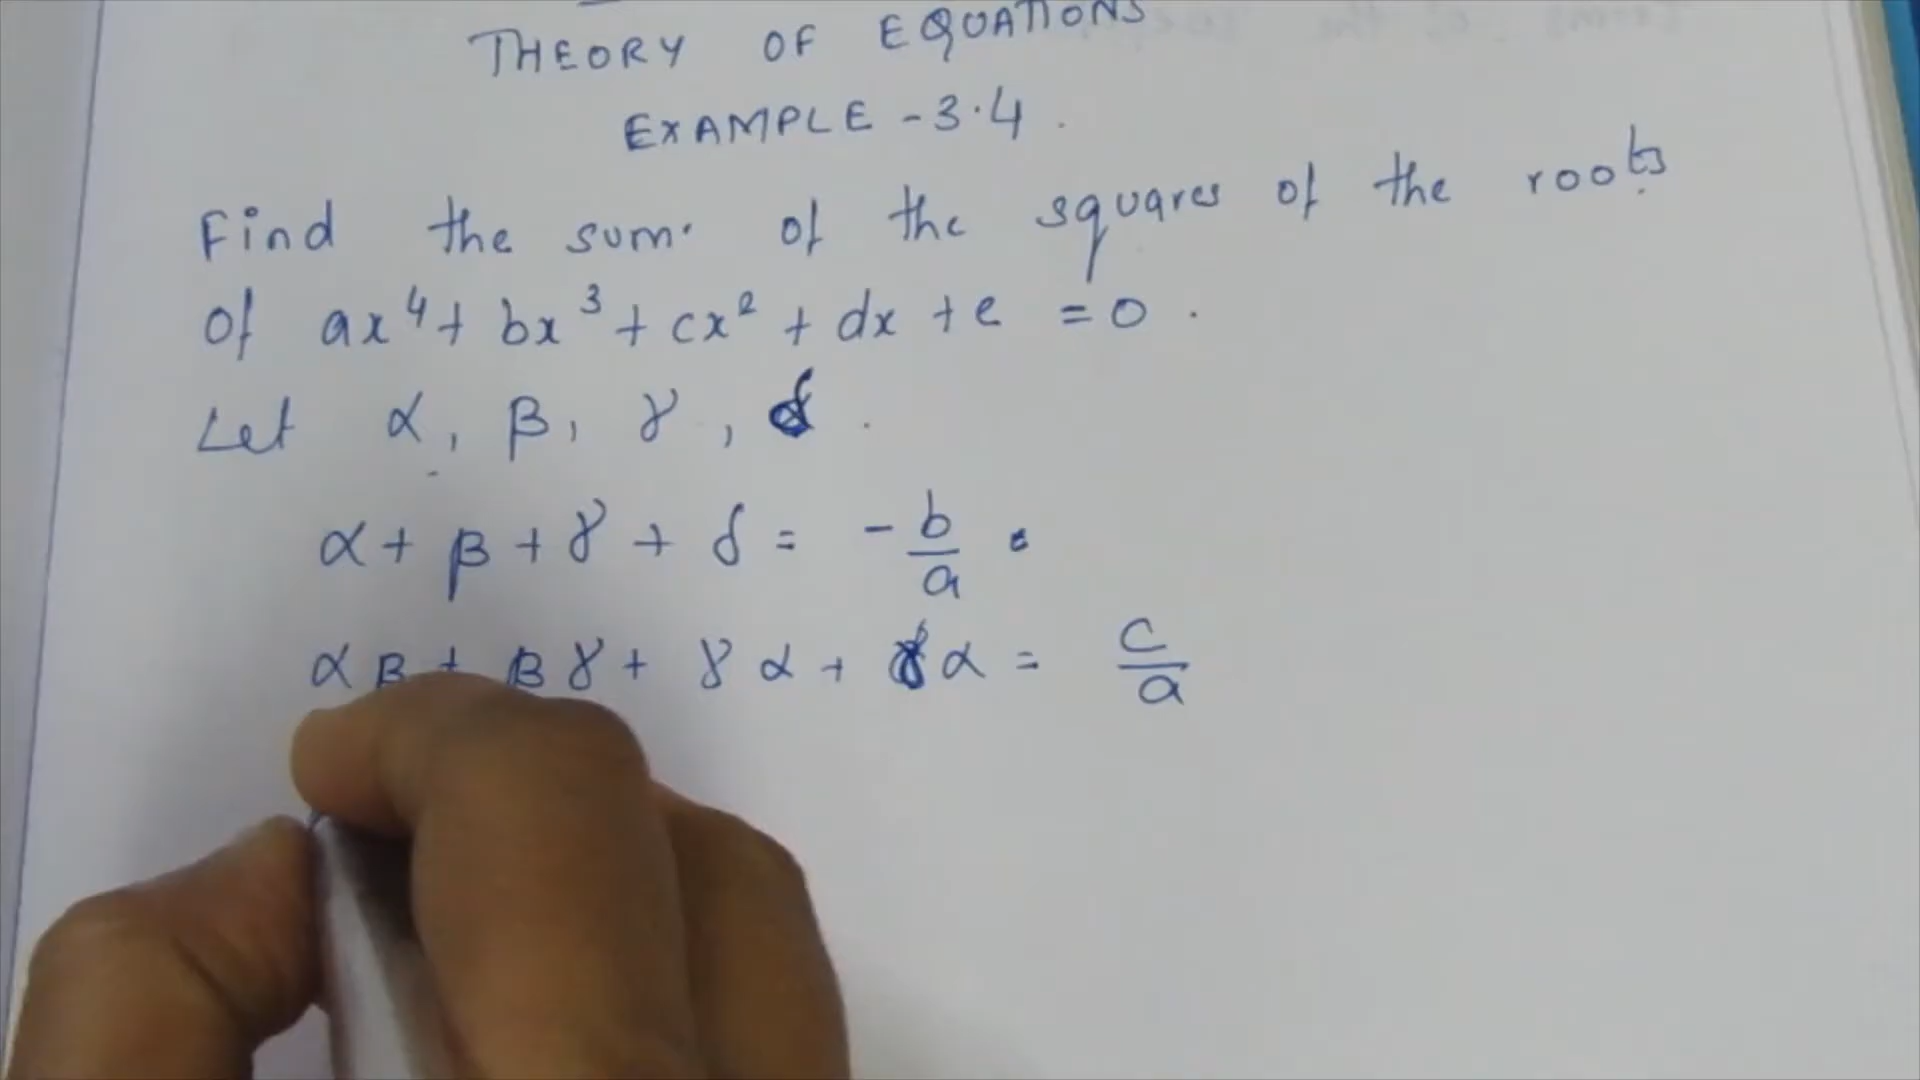 THEORY OF EQUATIONS
EXAMPLE - 3.4.
Find the sum of the squares of the roots
of ax⁴ + bx³ + cx² + dx + e = 0.
Let α, β, γ, δ.
α + β + γ + δ = -b/a.
αβ + βγ + γα + δα = c/a